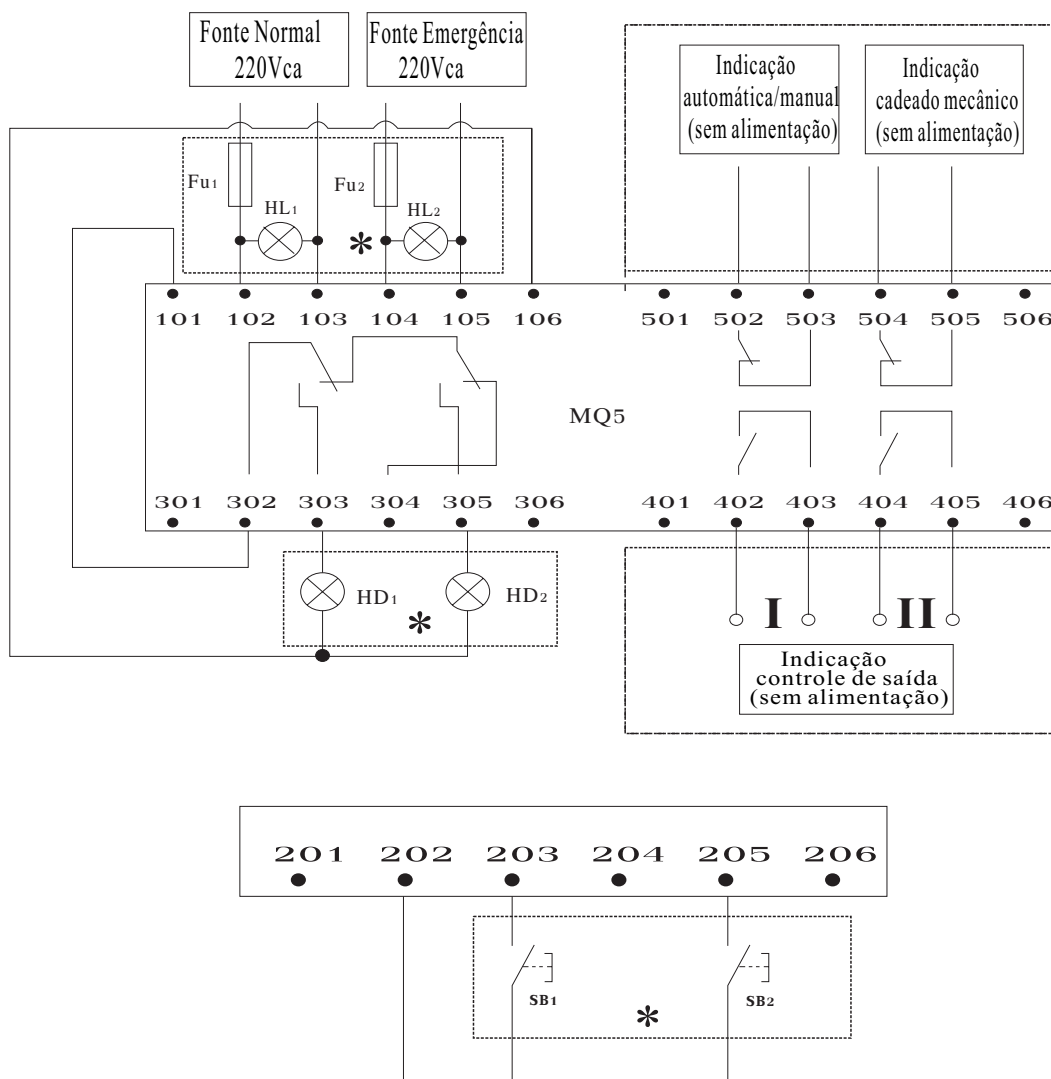 Fonte Normal
220Vca
Fonte Emergência
220Vca
Indicação
automática/manual
(sem alimentação)
Indicação
cadeado mecânico
(sem alimentação)
Fu1
Fu2
HL1
HL2
*
101 102 103 104 105 106 501 502 503 504 505 506
MQ5
301 302 303 304 305 306 401 402 403 404 405 406
HD1
HD2
*
I
II
Indicação
controle de saída
(sem alimentação)
201 202 203 204 205 206
SB1
SB2
*